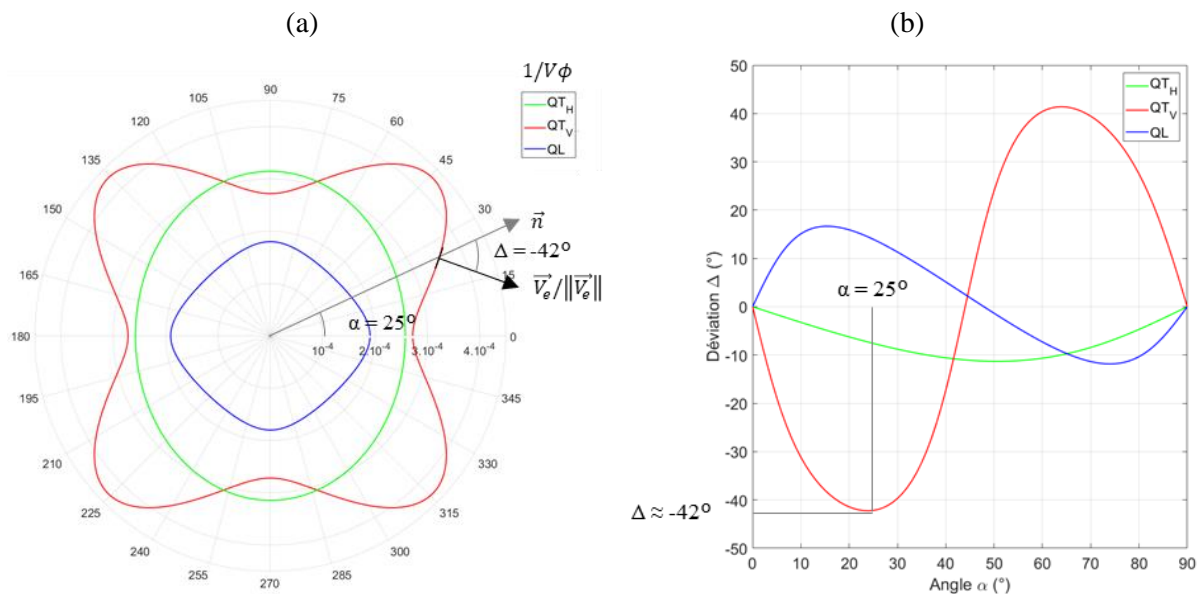 (a)
(b)
1/Vϕ
QT_H
QT_V
QL
90
75
60
45
30
15
0
345
330
315
300
285
270
255
240
225
210
195
180
165
150
135
120
105
n⃗
Δ = -42°
V⃗_e/‖V⃗_e‖
α = 25°
10⁻⁴
2.10⁻⁴
3.10⁻⁴
4.10⁻⁴
50
40
30
20
10
0
-10
-20
-30
-40
-50
Déviation Δ (°)
QT_H
QT_V
QL
α = 25°
Δ ≈ -42°
0 10 20 30 40 50 60 70 80 90
Angle α (°)